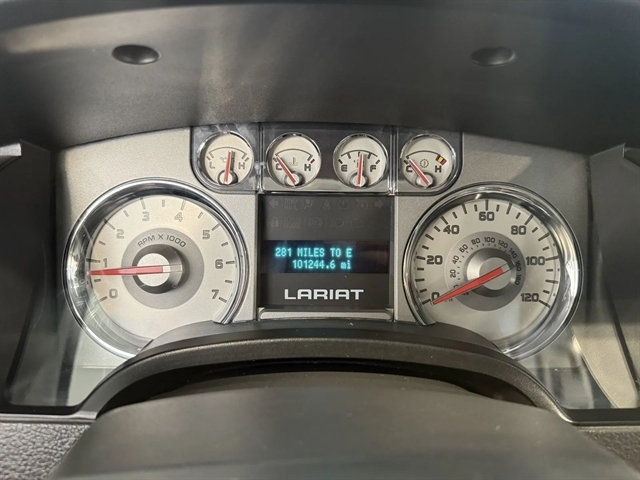 L H
C H
E F
C H
RPM X 1000
0 1 2 3 4 5 6 7
281 MILES TO E
101244.6 mi
LARIAT
0 20 40 60 80 100 120